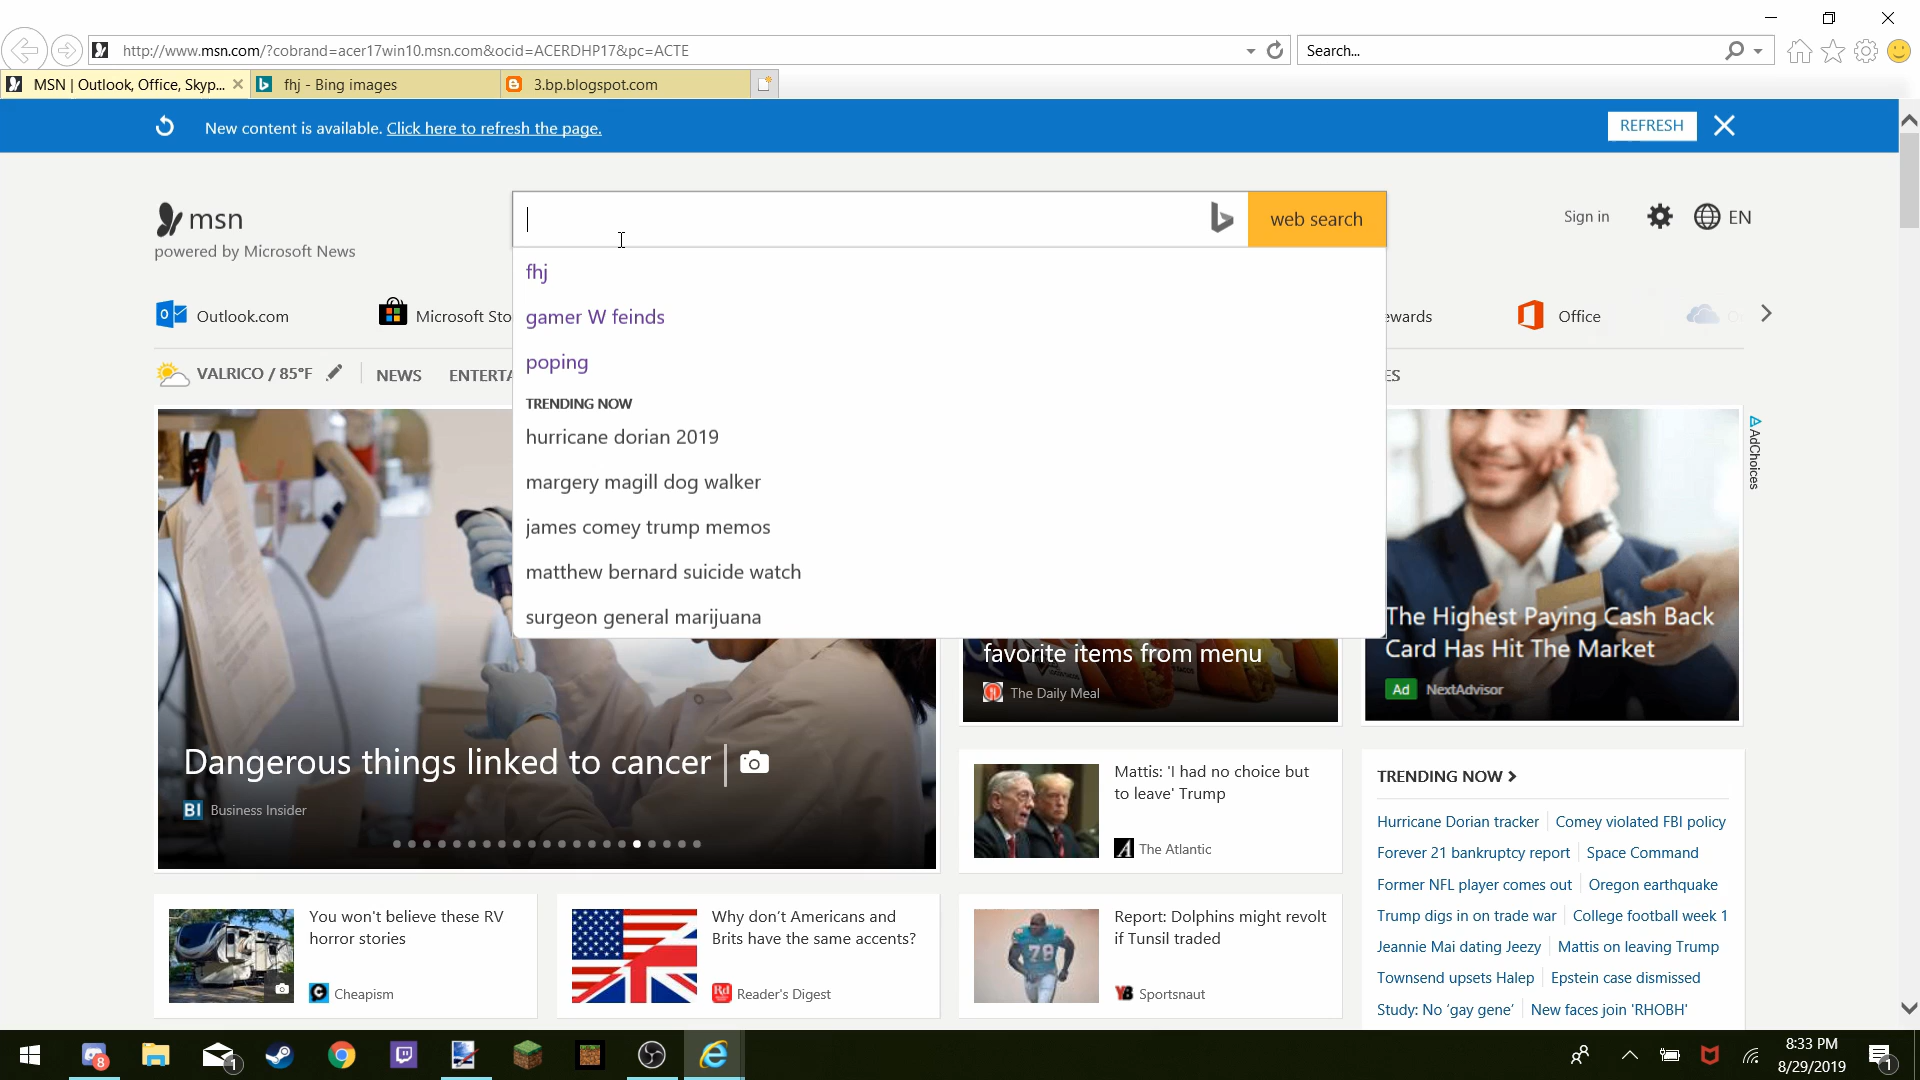 http://www.msn.com/?cobrand=acer17win10.msn.com&ocid=ACERDHP17&pc=ACTE
Search...
MSN | Outlook, Office, Skyp...
fhj - Bing images
3.bp.blogspot.com
New content is available. Click here to refresh the page.
REFRESH
msn
powered by Microsoft News
web search
Sign in
EN
fhj
gamer W feinds
poping
TRENDING NOW
hurricane dorian 2019
margery magill dog walker
james comey trump memos
matthew bernard suicide watch
surgeon general marijuana
Outlook.com
Microsoft Sto
ewards
Office
VALRICO / 85°F
NEWS
ENTERTA
ES
AdChoices
Dangerous things linked to cancer
BI Business Insider
favorite items from menu
The Daily Meal
The Highest Paying Cash Back
Card Has Hit The Market
Ad NextAdvisor
Mattis: 'I had no choice but
to leave' Trump
A The Atlantic
TRENDING NOW
Hurricane Dorian tracker
Comey violated FBI policy
Forever 21 bankruptcy report
Space Command
Former NFL player comes out
Oregon earthquake
Trump digs in on trade war
College football week 1
Jeannie Mai dating Jeezy
Mattis on leaving Trump
Townsend upsets Halep
Epstein case dismissed
Study: No 'gay gene'
New faces join 'RHOBH'
You won't believe these RV
horror stories
Cheapism
Why don't Americans and
Brits have the same accents?
Rd Reader's Digest
Report: Dolphins might revolt
if Tunsil traded
78
YB Sportsnaut
8
1
8:33 PM
8/29/2019
1